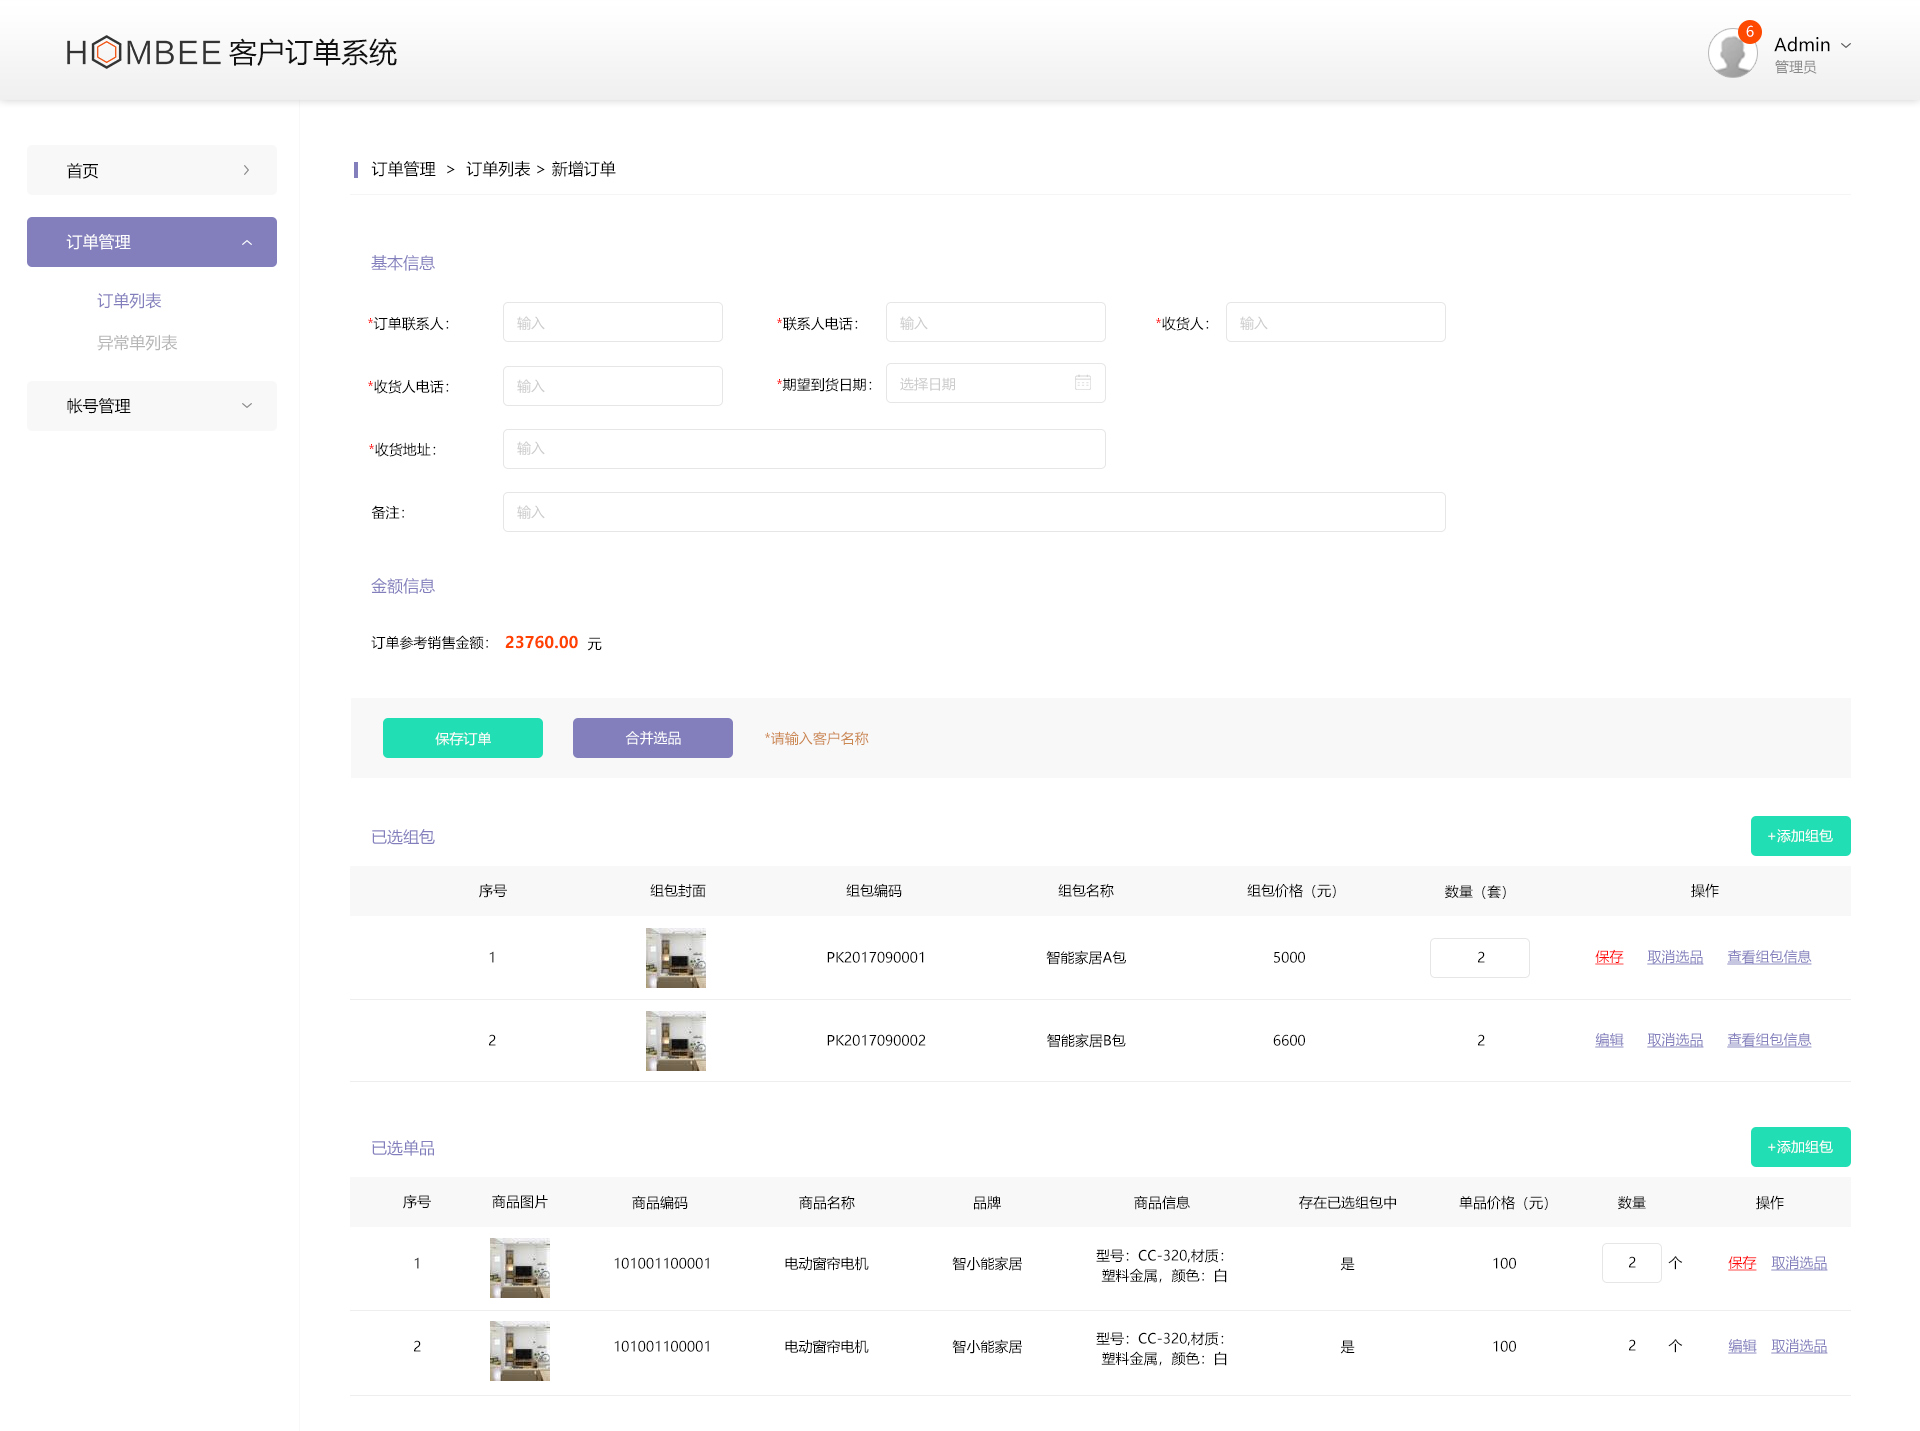 HOMBEE 客户订单系统
6
Admin
管理员
首页
订单管理
订单列表
异常单列表
帐号管理
订单管理 > 订单列表 > 新增订单
基本信息
*订单联系人： 输入 *联系人电话： 输入 *收货人： 输入
*收货人电话： 输入 *期望到货日期： 选择日期
*收货地址： 输入
备注： 输入
金额信息
订单参考销售金额： 23760.00 元
保存订单 合并选品 *请输入客户名称
已选组包 +添加组包
序号 组包封面 组包编码 组包名称 组包价格（元） 数量（套） 操作
1 PK2017090001 智能家居A包 5000 2 保存 取消选品 查看组包信息
2 PK2017090002 智能家居B包 6600 2 编辑 取消选品 查看组包信息
已选单品 +添加组包
序号 商品图片 商品编码 商品名称 品牌 商品信息 存在已选组包中 单品价格（元） 数量 操作
1 101001100001 电动窗帘电机 智小能家居 型号：CC-320,材质： 是 100 2 个 保存 取消选品
塑料金属，颜色：白
2 101001100001 电动窗帘电机 智小能家居 型号：CC-320,材质： 是 100 2 个 编辑 取消选品
塑料金属，颜色：白